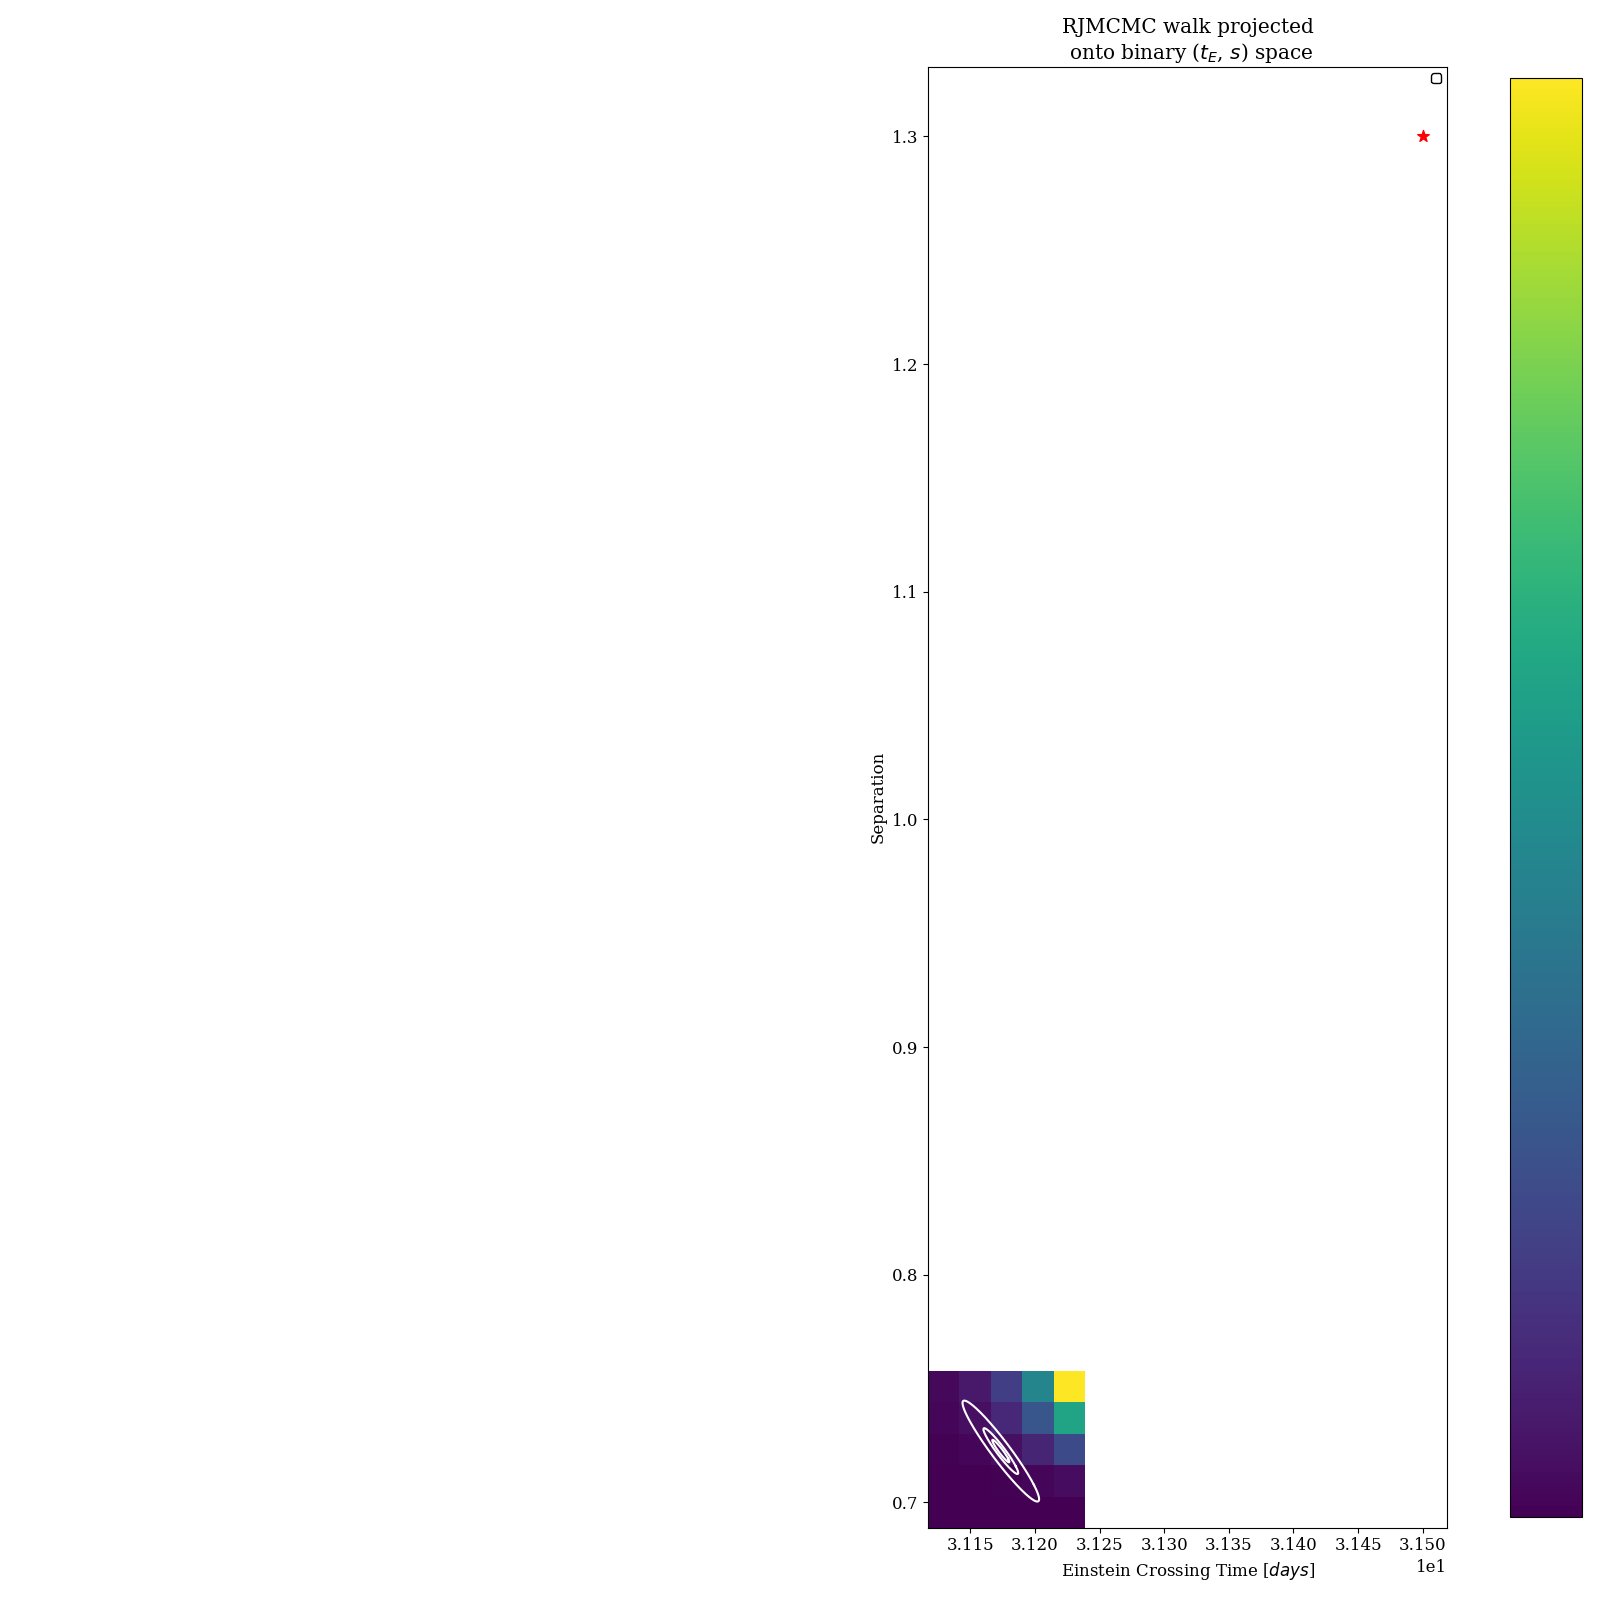 RJMCMC walk projected
onto binary (t_E, s) space
1.3
1.2
1.1
1.0
0.9
0.8
0.7
Separation
3.115 3.120 3.125 3.130 3.135 3.140 3.145 3.150
1e1
Einstein Crossing Time [days]